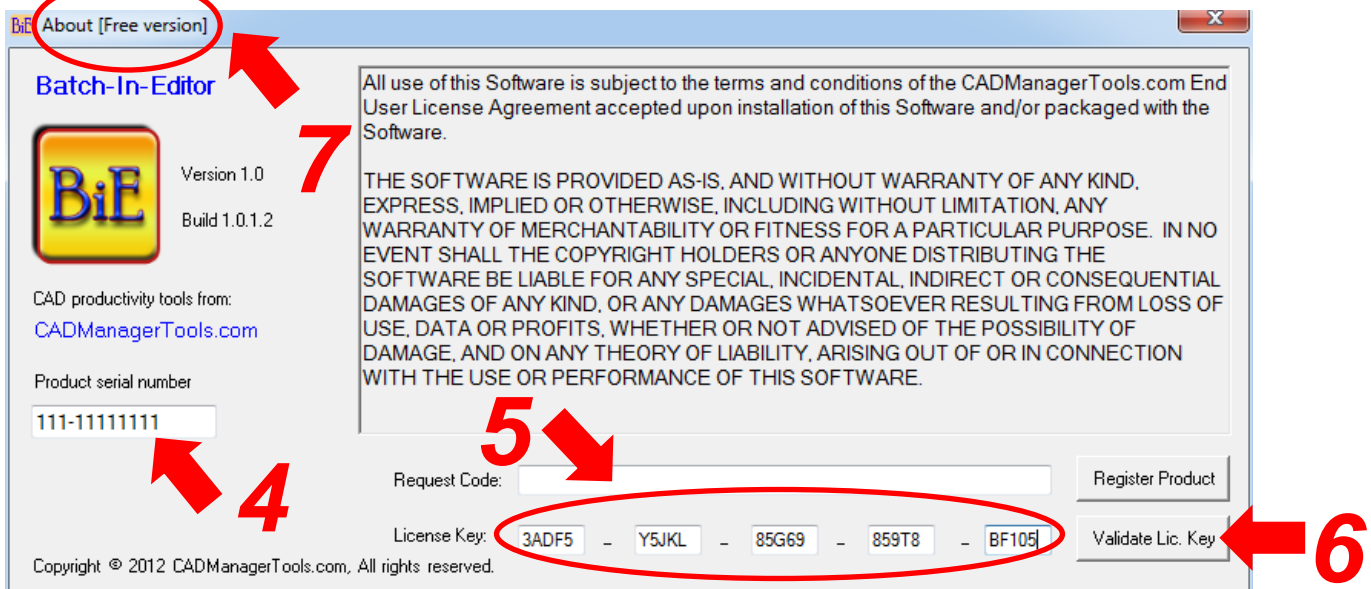 BiE About [Free version]
x
Batch-In-Editor
BiE
Version 1.0
Build 1.0.1.2
CAD productivity tools from:
CADManagerTools.com
Product serial number
111-11111111
4
7
All use of this Software is subject to the terms and conditions of the CADManagerTools.com End
User License Agreement accepted upon installation of this Software and/or packaged with the
Software.
THE SOFTWARE IS PROVIDED AS-IS, AND WITHOUT WARRANTY OF ANY KIND,
EXPRESS, IMPLIED OR OTHERWISE, INCLUDING WITHOUT LIMITATION, ANY
WARRANTY OF MERCHANTABILITY OR FITNESS FOR A PARTICULAR PURPOSE. IN NO
EVENT SHALL THE COPYRIGHT HOLDERS OR ANYONE DISTRIBUTING THE
SOFTWARE BE LIABLE FOR ANY SPECIAL, INCIDENTAL, INDIRECT OR CONSEQUENTIAL
DAMAGES OF ANY KIND, OR ANY DAMAGES WHATSOEVER RESULTING FROM LOSS OF
USE, DATA OR PROFITS, WHETHER OR NOT ADVISED OF THE POSSIBILITY OF
DAMAGE, AND ON ANY THEORY OF LIABILITY, ARISING OUT OF OR IN CONNECTION
WITH THE USE OR PERFORMANCE OF THIS SOFTWARE.
5
Request Code:
Register Product
License Key: 3ADF5 - Y5JKL - 85G69 - 859T8 - BF105
Validate Lic. Key
6
Copyright © 2012 CADManagerTools.com, All rights reserved.